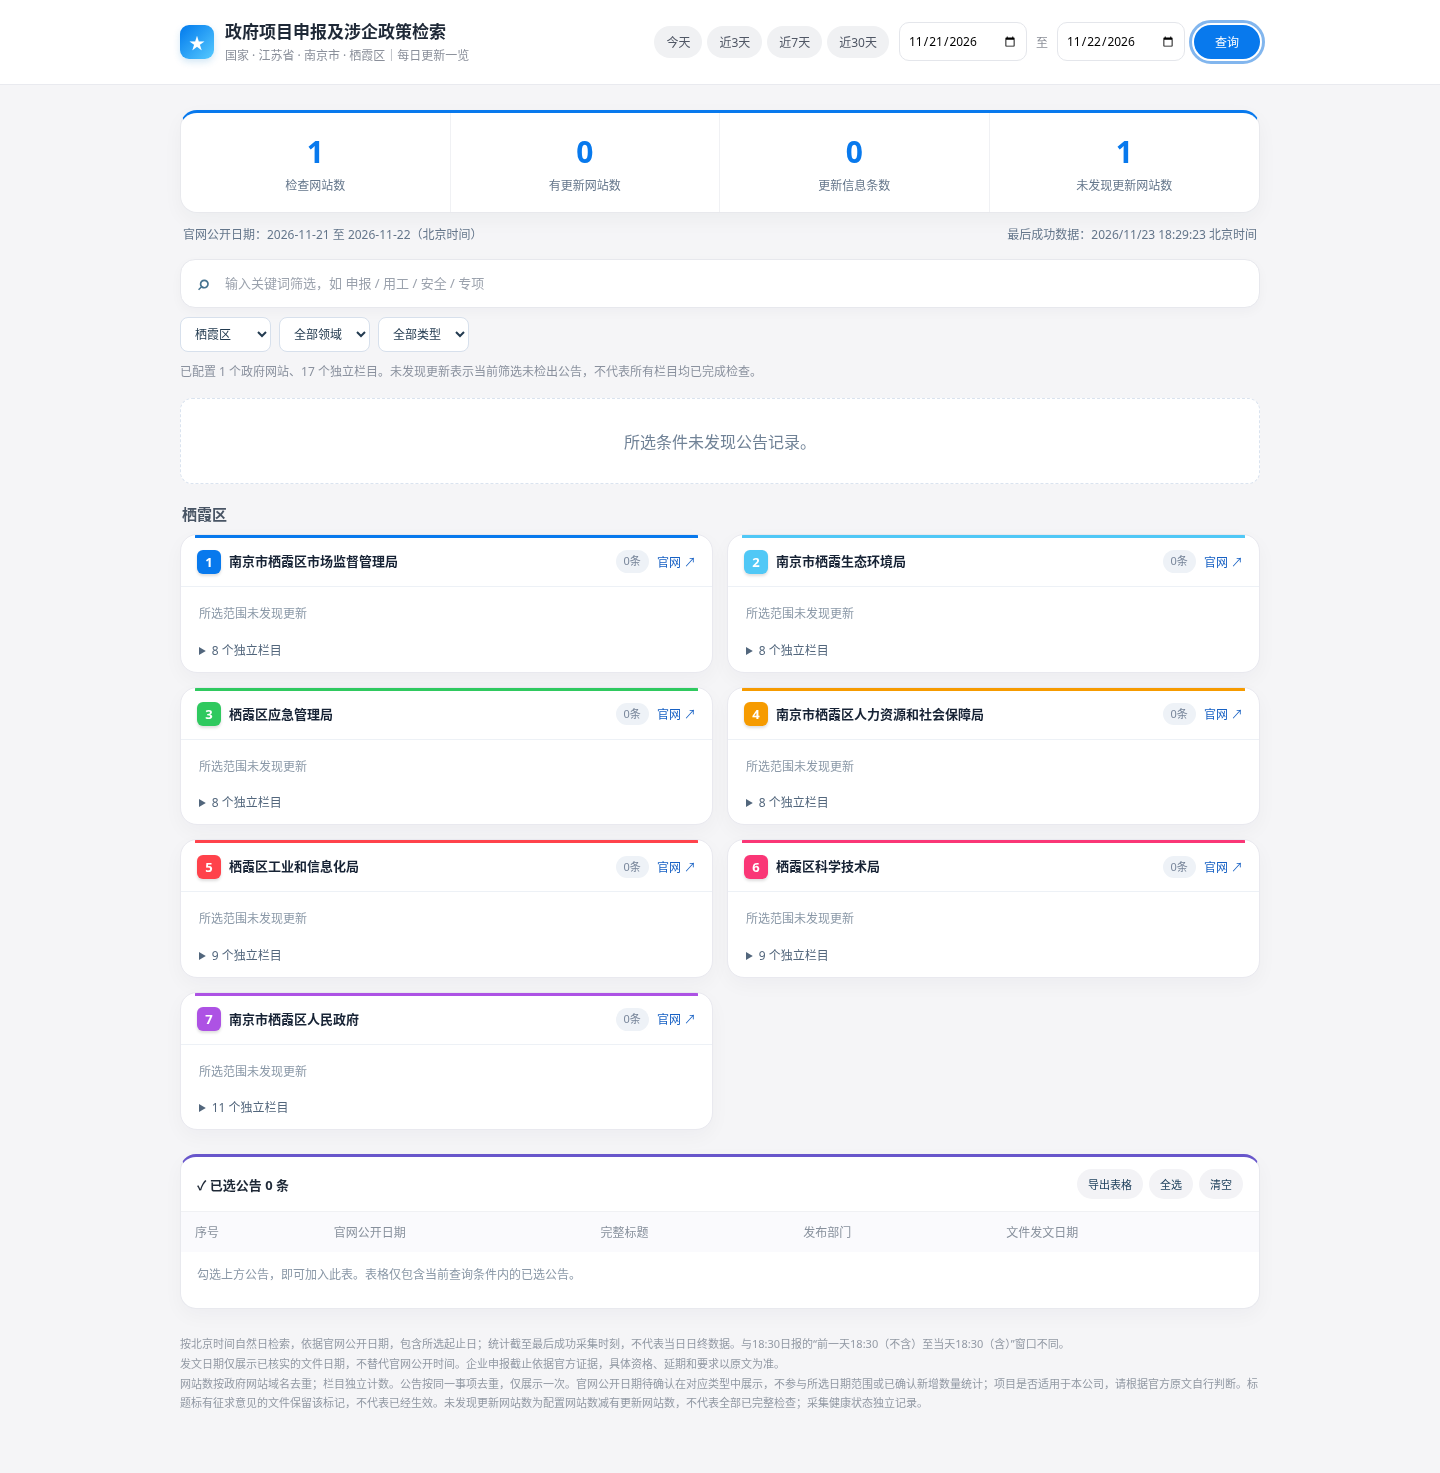 政府项目申报及涉企政策检索
国家 · 江苏省 · 南京市 · 栖霞区｜每日更新一览
今天 近3天 近7天 近30天 11/21/2026 至 11/22/2026 查询
1 0 0 1
检查网站数 有更新网站数 更新信息条数 未发现更新网站数
官网公开日期：2026-11-21 至 2026-11-22（北京时间） 最后成功数据：2026/11/23 18:29:23 北京时间
输入关键词筛选，如 申报 / 用工 / 安全 / 专项
栖霞区 全部领域 全部类型
已配置 1 个政府网站、17 个独立栏目。未发现更新表示当前筛选未检出公告，不代表所有栏目均已完成检查。
所选条件未发现公告记录。
栖霞区
1 南京市栖霞区市场监督管理局 0条 官网 ↗
所选范围未发现更新
▶ 8 个独立栏目
2 南京市栖霞生态环境局 0条 官网 ↗
所选范围未发现更新
▶ 8 个独立栏目
3 栖霞区应急管理局 0条 官网 ↗
所选范围未发现更新
▶ 8 个独立栏目
4 南京市栖霞区人力资源和社会保障局 0条 官网 ↗
所选范围未发现更新
▶ 8 个独立栏目
5 栖霞区工业和信息化局 0条 官网 ↗
所选范围未发现更新
▶ 9 个独立栏目
6 栖霞区科学技术局 0条 官网 ↗
所选范围未发现更新
▶ 9 个独立栏目
7 南京市栖霞区人民政府 0条 官网 ↗
所选范围未发现更新
▶ 11 个独立栏目
✓ 已选公告 0 条 导出表格 全选 清空
序号 官网公开日期 完整标题 发布部门 文件发文日期
勾选上方公告，即可加入此表。表格仅包含当前查询条件内的已选公告。
按北京时间自然日检索，依据官网公开日期，包含所选起止日；统计截至最后成功采集时刻，不代表当日日终数据。与18:30日报的“前一天18:30（不含）至当天18:30（含）”窗口不同。
发文日期仅展示已核实的文件日期，不替代官网公开时间。企业申报截止依据官方证据，具体资格、延期和要求以原文为准。
网站数按政府网站域名去重；栏目独立计数。公告按同一事项去重，仅展示一次。官网公开日期待确认在对应类型中展示，不参与所选日期范围或已确认新增数量统计；项目是否适用于本公司，请根据官方原文自行判断。标
题标有征求意见的文件保留该标记，不代表已经生效。未发现更新网站数为配置网站数减有更新网站数，不代表全部已完整检查；采集健康状态独立记录。